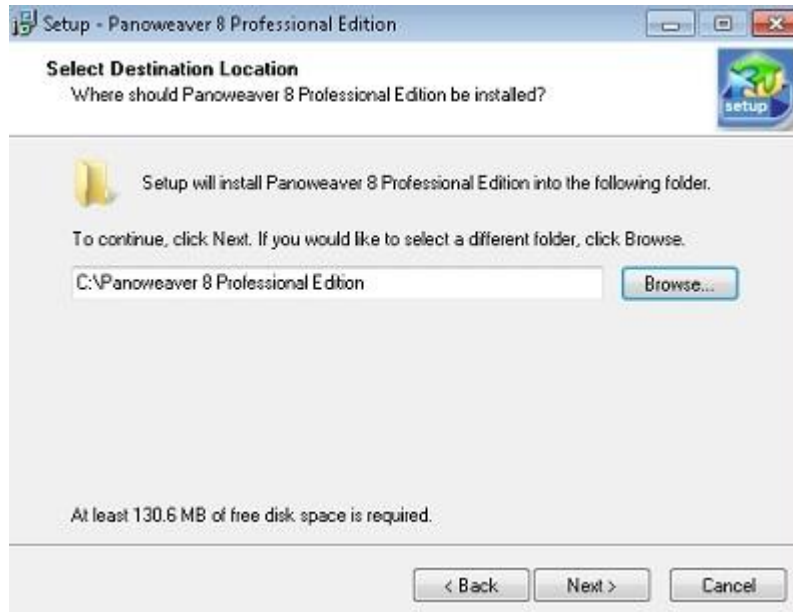 Setup - Panoweaver 8 Professional Edition
Select Destination Location
Where should Panoweaver 8 Professional Edition be installed?
setup
Setup will install Panoweaver 8 Professional Edition into the following folder.
To continue, click Next. If you would like to select a different folder, click Browse.
C:\Panoweaver 8 Professional Edition
Browse...
At least 130.6 MB of free disk space is required.
< Back
Next >
Cancel